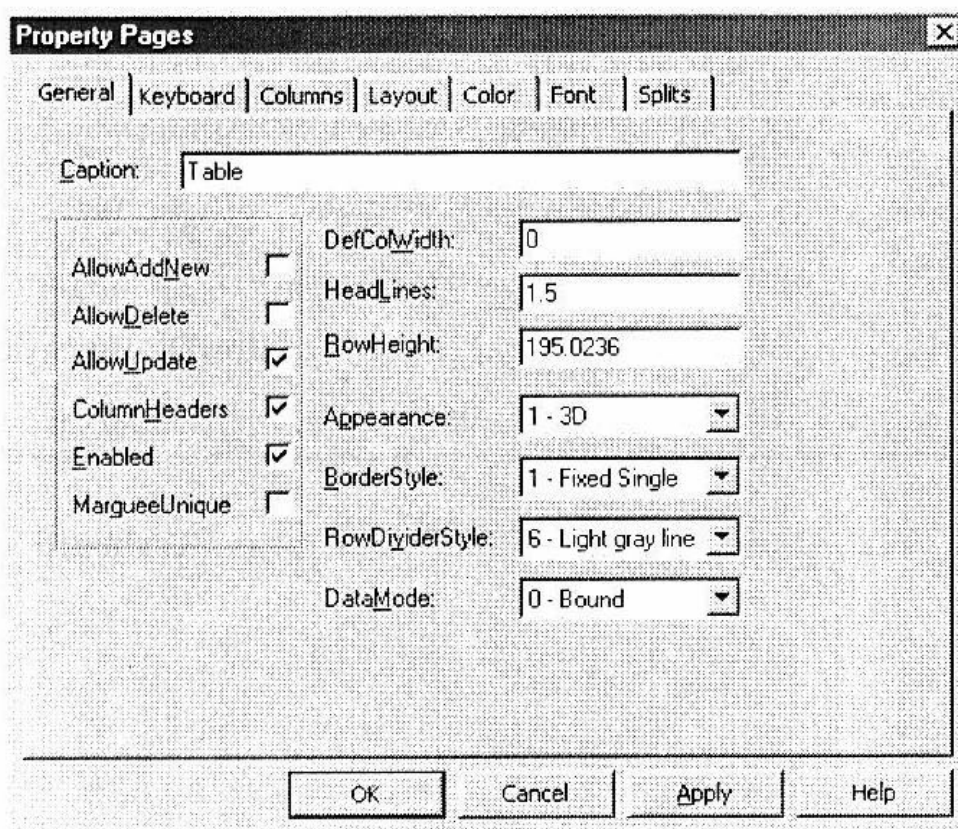 Property Pages
General Keyboard Columns Layout Color Font Splits
Caption: Table
AllowAddNew
AllowDelete
AllowUpdate
ColumnHeaders
Enabled
MargueeUnique
DefColWidth: 0
HeadLines: 1.5
RowHeight: 195.0236
Appearance: 1 - 3D
BorderStyle: 1 - Fixed Single
RowDividerStyle: 6 - Light gray line
DataMode: 0 - Bound
OK Cancel Apply Help